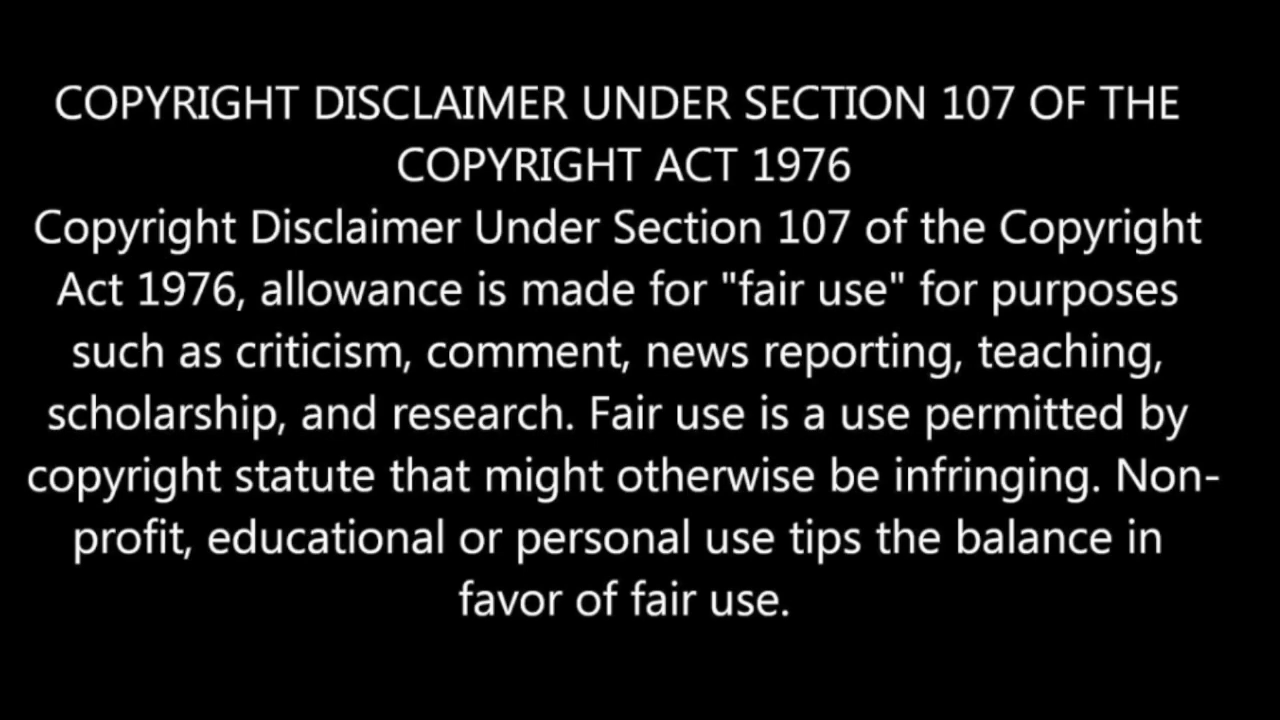 COPYRIGHT DISCLAIMER UNDER SECTION 107 OF THE
COPYRIGHT ACT 1976
Copyright Disclaimer Under Section 107 of the Copyright
Act 1976, allowance is made for "fair use" for purposes
such as criticism, comment, news reporting, teaching,
scholarship, and research. Fair use is a use permitted by
copyright statute that might otherwise be infringing. Non-
profit, educational or personal use tips the balance in
favor of fair use.